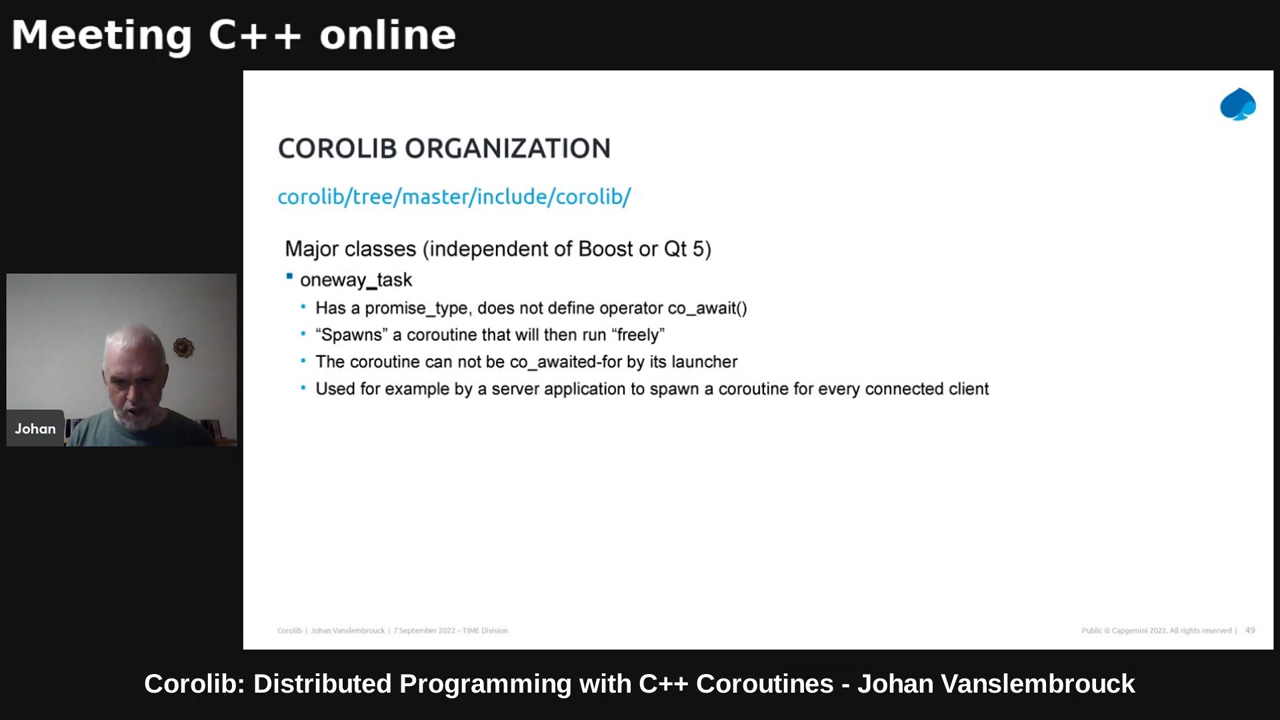 Meeting C++ online
COROLIB ORGANIZATION
corolib/tree/master/include/corolib/
Major classes (independent of Boost or Qt 5)
oneway_task
Has a promise_type, does not define operator co_await()
“Spawns” a coroutine that will then run “freely”
The coroutine can not be co_awaited-for by its launcher
Used for example by a server application to spawn a coroutine for every connected client
Johan
Corolib | Johan Vanslembrouck | 7 September 2022 – TIME Division
Public © Capgemini 2022. All rights reserved | 49
Corolib: Distributed Programming with C++ Coroutines - Johan Vanslembrouck